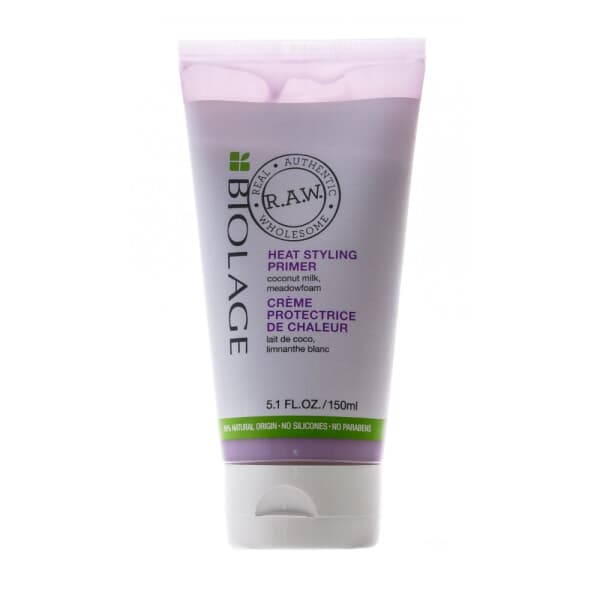 BIOLAGE
REAL • AUTHENTIC • WHOLESOME
R.A.W.
HEAT STYLING
PRIMER
coconut milk,
meadowfoam
CRÈME
PROTECTRICE
DE CHALEUR
lait de coco,
limnanthe blanc
5.1 FL.OZ./150ml
% NATURAL ORIGIN • NO SILICONES • NO PARABENS